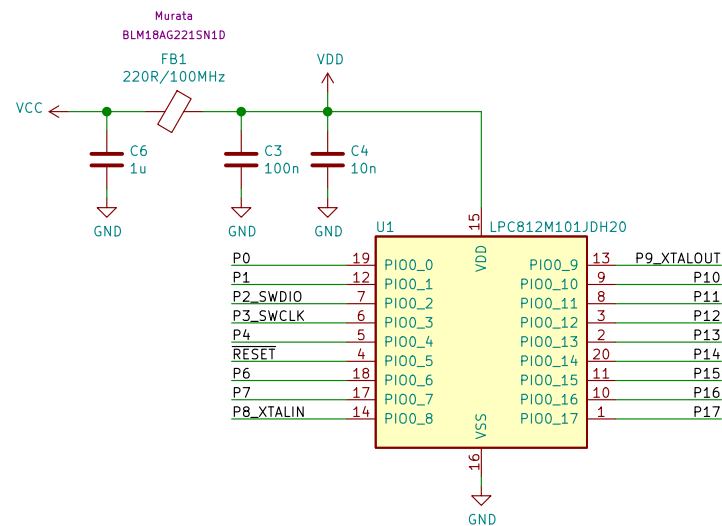 Murata
BLM18AG221SN1D
FB1
220R/100MHz
VDD
VCC
C6
1u
C3
100n
C4
10n
GND
GND
GND
U1
15
LPC812M101JDH20
VDD
P0 19 PIO0_0
P1 12 PIO0_1
P2_SWDIO 7 PIO0_2
P3_SWCLK 6 PIO0_3
P4 5 PIO0_4
RESET 4 PIO0_5
P6 18 PIO0_6
P7 17 PIO0_7
P8_XTALIN 14 PIO0_8
PIO0_9 13 P9_XTALOUT
PIO0_10 9 P10
PIO0_11 8 P11
PIO0_12 3 P12
PIO0_13 2 P13
PIO0_14 20 P14
PIO0_15 11 P15
PIO0_16 10 P16
PIO0_17 1 P17
VSS
16
GND